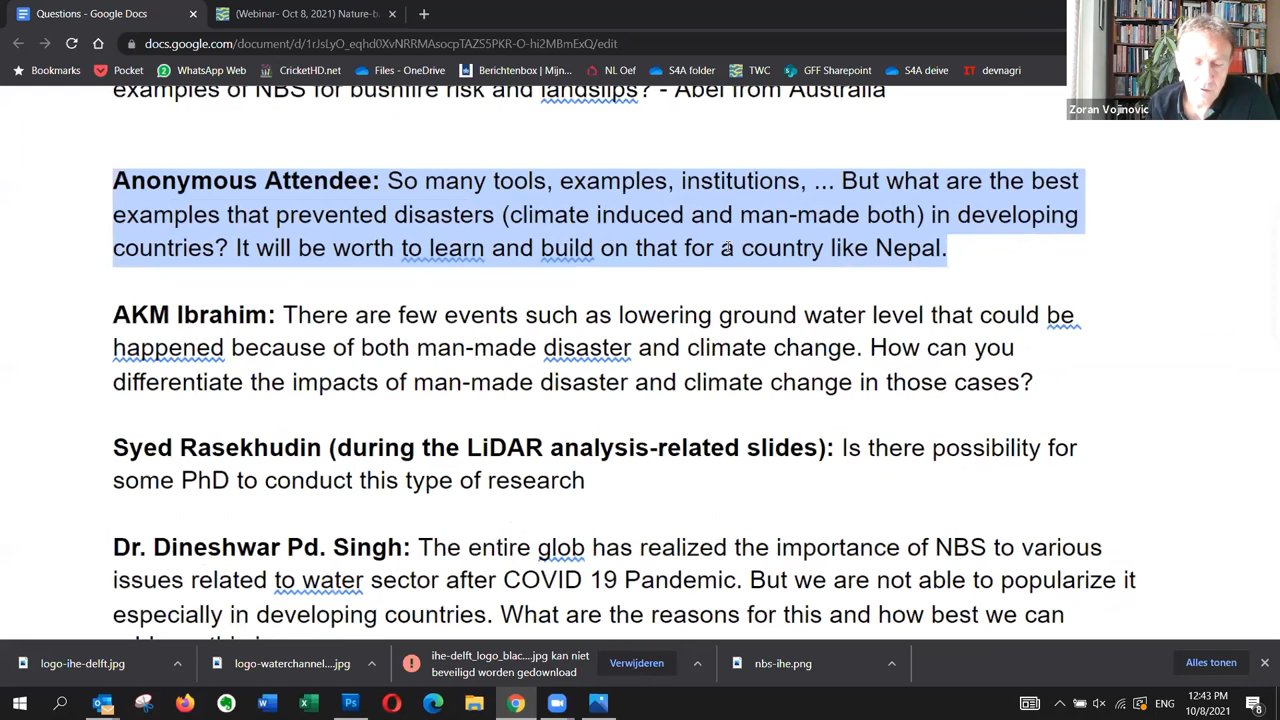 Questions - Google Docs
(Webinar- Oct 8, 2021) Nature-b
docs.google.com/document/d/1rJsLyO_eqhd0XvNRRMAsocpTAZS5PKR-O-hi2MBmExQ/edit
Bookmarks Pocket WhatsApp Web CricketHD.net Files - OneDrive Berichtenbox | Mijn... NL Oef S4A folder TWC GFF Sharepoint S4A deive IT devnagri
Zoran Vojinovic
examples of NBS for bushfire risk and landslips? - Abel from Australia
Anonymous Attendee: So many tools, examples, institutions, ... But what are the best
examples that prevented disasters (climate induced and man-made both) in developing
countries? It will be worth to learn and build on that for a country like Nepal.
AKM Ibrahim: There are few events such as lowering ground water level that could be
happened because of both man-made disaster and climate change. How can you
differentiate the impacts of man-made disaster and climate change in those cases?
Syed Rasekhudin (during the LiDAR analysis-related slides): Is there possibility for
some PhD to conduct this type of research
Dr. Dineshwar Pd. Singh: The entire glob has realized the importance of NBS to various
issues related to water sector after COVID 19 Pandemic. But we are not able to popularize it
especially in developing countries. What are the reasons for this and how best we can
logo-ihe-delft.jpg
logo-waterchannel....jpg
ihe-delft_logo_blac....jpg kan niet
beveiligd worden gedownload
Verwijderen
nbs-ihe.png
Alles tonen
ENG
12:43 PM
10/8/2021
8